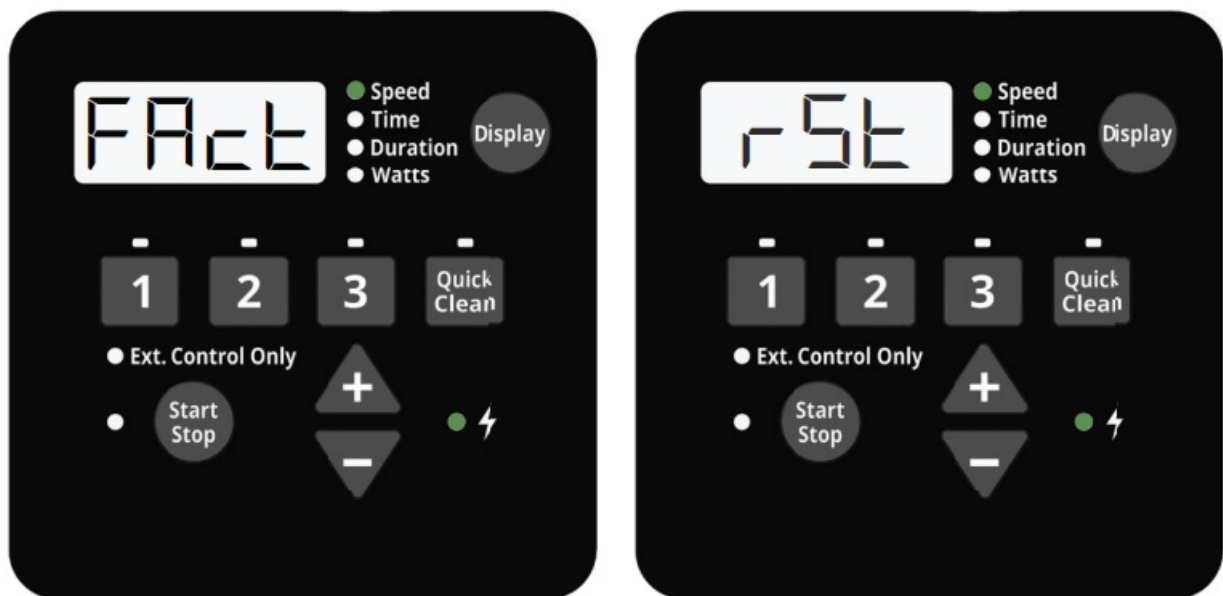 FAct
Speed
Time
Duration
Watts
Display
1 2 3 Quick Clean
Ext. Control Only
Start Stop
+
−
rSt
Speed
Time
Duration
Watts
Display
1 2 3 Quick Clean
Ext. Control Only
Start Stop
+
−